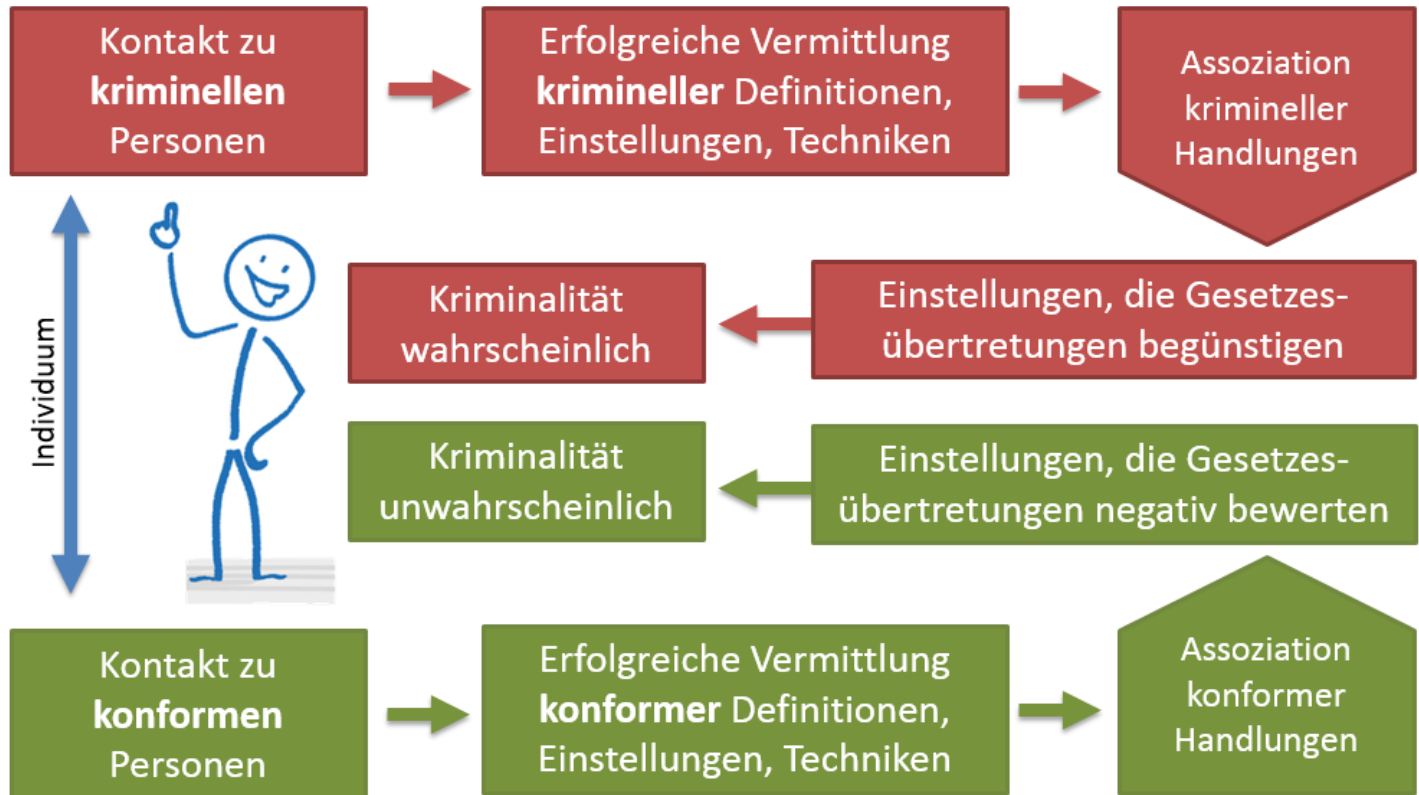 Kontakt zu
kriminellen
Personen
Erfolgreiche Vermittlung
krimineller Definitionen,
Einstellungen, Techniken
Assoziation
krimineller
Handlungen
Individuum
Kriminalität
wahrscheinlich
Einstellungen, die Gesetzes-
übertretungen begünstigen
Kriminalität
unwahrscheinlich
Einstellungen, die Gesetzes-
übertretungen negativ bewerten
Kontakt zu
konformen
Personen
Erfolgreiche Vermittlung
konformer Definitionen,
Einstellungen, Techniken
Assoziation
konformer
Handlungen